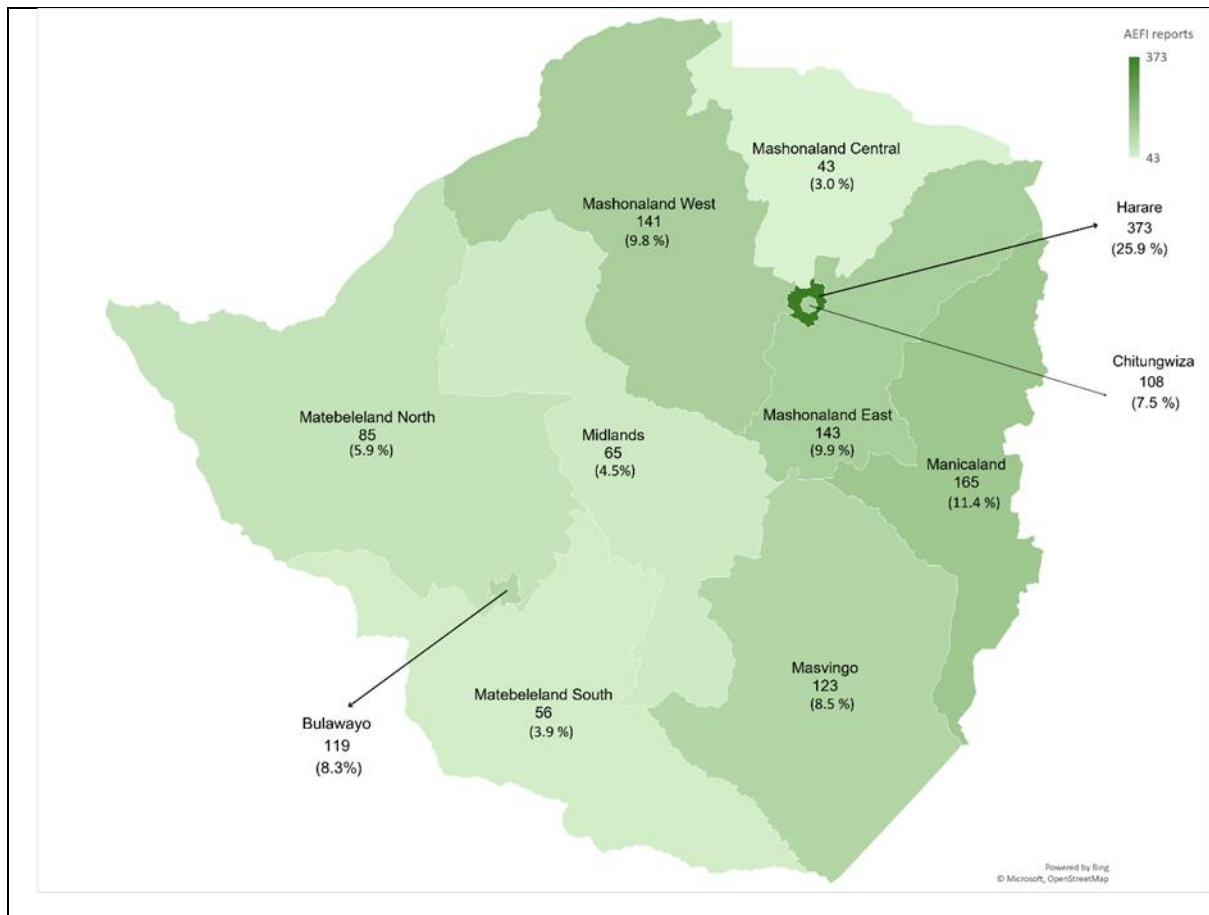 AEFI reports
373
43
Mashonaland Central
43
(3.0 %)
Mashonaland West
141
(9.8 %)
Harare
373
(25.9 %)
Chitungwiza
108
(7.5 %)
Matebeleland North
85
(5.9 %)
Midlands
65
(4.5%)
Mashonaland East
143
(9.9 %)
Manicaland
165
(11.4 %)
Masvingo
123
(8.5 %)
Matebeleland South
56
(3.9 %)
Bulawayo
119
(8.3%)
Powered by Bing
© Microsoft, OpenStreetMap